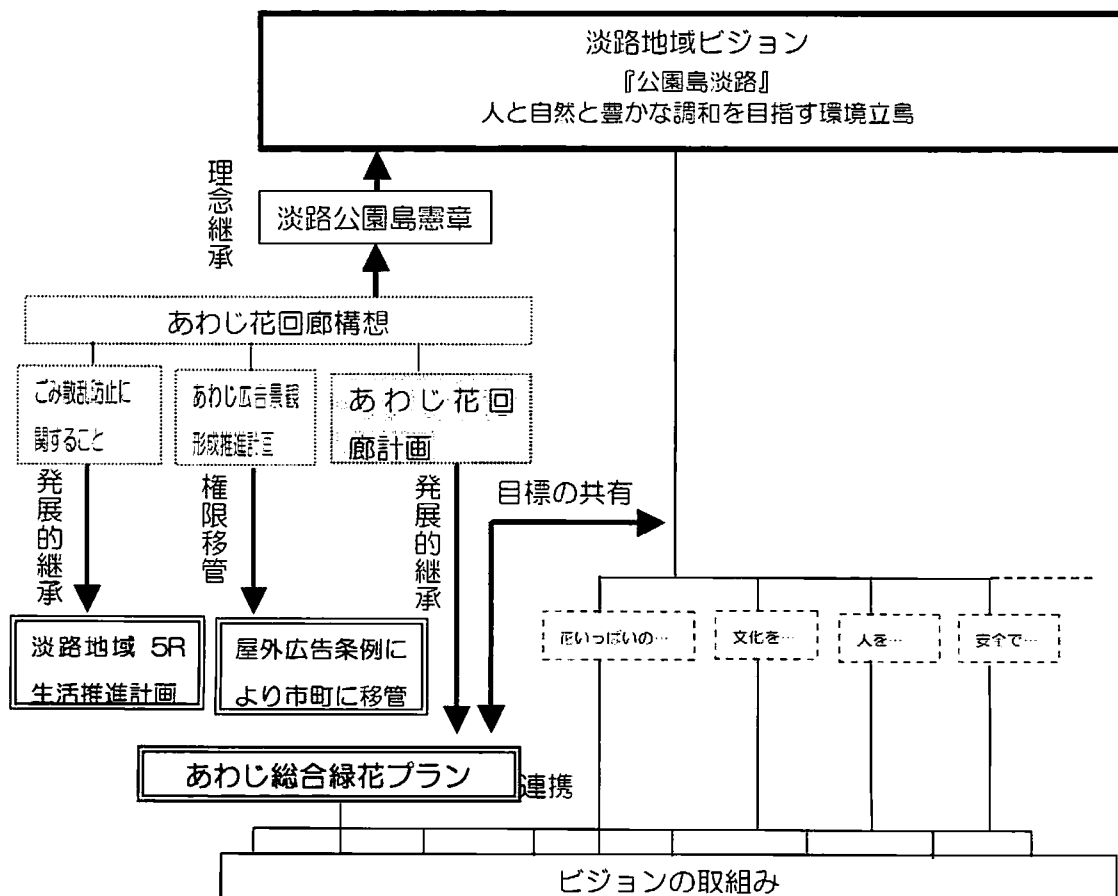 淡路地域ビジョン
『公園島淡路』
人と自然と豊かな調和を目指す環境立島
理念継承
淡路公園島憲章
あわじ花回廊構想
ごみ散乱防止に
関すること
あわじ広告景観
形成推進計画
あわじ花回
廊計画
発展的継承
権限移管
発展的継承
目標の共有
淡路地域 5R
生活推進計画
屋外広告条例に
より市町に移管
花いっぱいの…
文化を…
人を…
安全で…
あわじ総合緑花プラン
連携
ビジョンの取組み